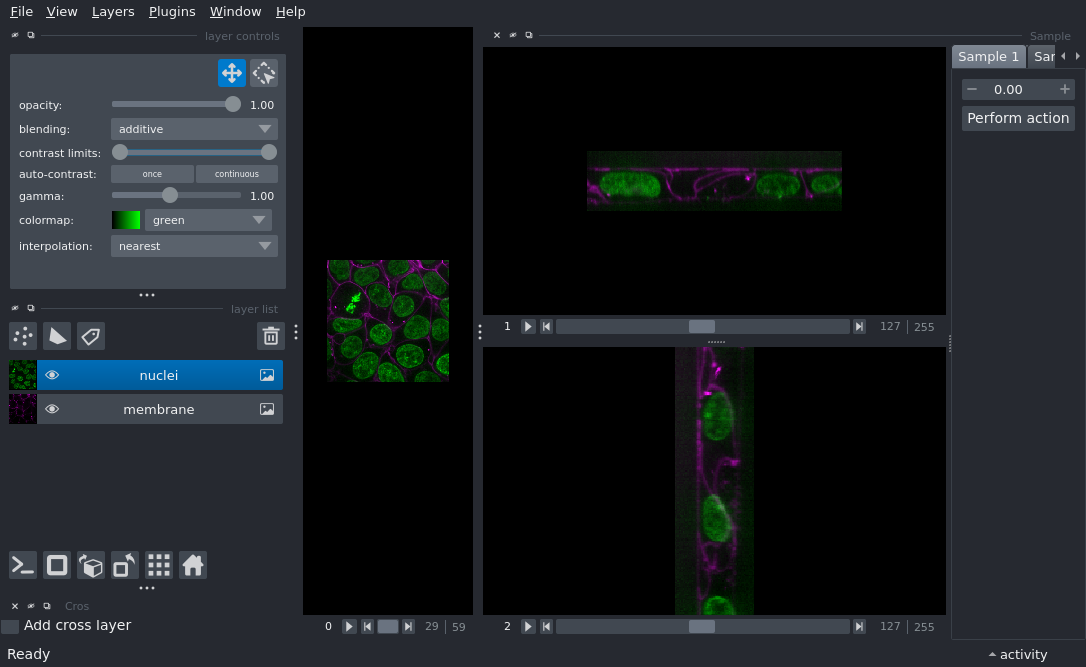 File View Layers Plugins Window Help
layer controls
opacity: 1.00
blending: additive
contrast limits:
auto-contrast: once continuous
gamma: 1.00
colormap: green
interpolation: nearest
layer list
nuclei
membrane
Cros
Add cross layer
Ready
0 29 59
1 127 255
2 127 255
Sample
Sample 1 Sar
0.00
Perform action
activity